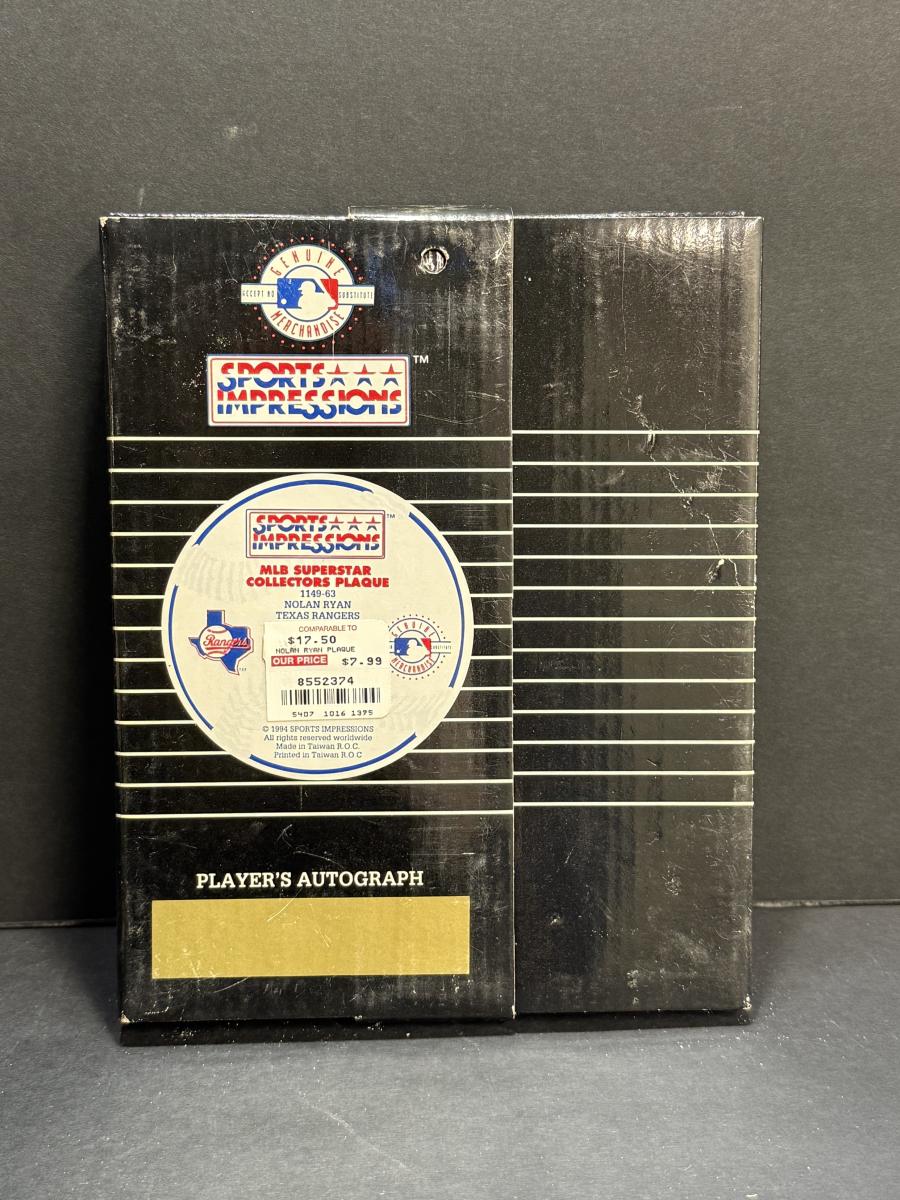 GENUINE
ACCEPT NO SUBSTITUTE
MERCHANDISE
SPORTS TM
IMPRESSIONS
SPORTS TM
IMPRESSIONS
MLB SUPERSTAR
COLLECTORS PLAQUE
1149-63
NOLAN RYAN
TEXAS RANGERS
Rangers
COMPARABLE TO
$17.50
NOLAN RYAN PLAQUE
OUR PRICE $7.99
8552374
5407 1016 1375
MERCHANDISE
© 1994 SPORTS IMPRESSIONS
All rights reserved worldwide
Made in Taiwan R.O.C.
Printed in Taiwan R.O.C
PLAYER'S AUTOGRAPH